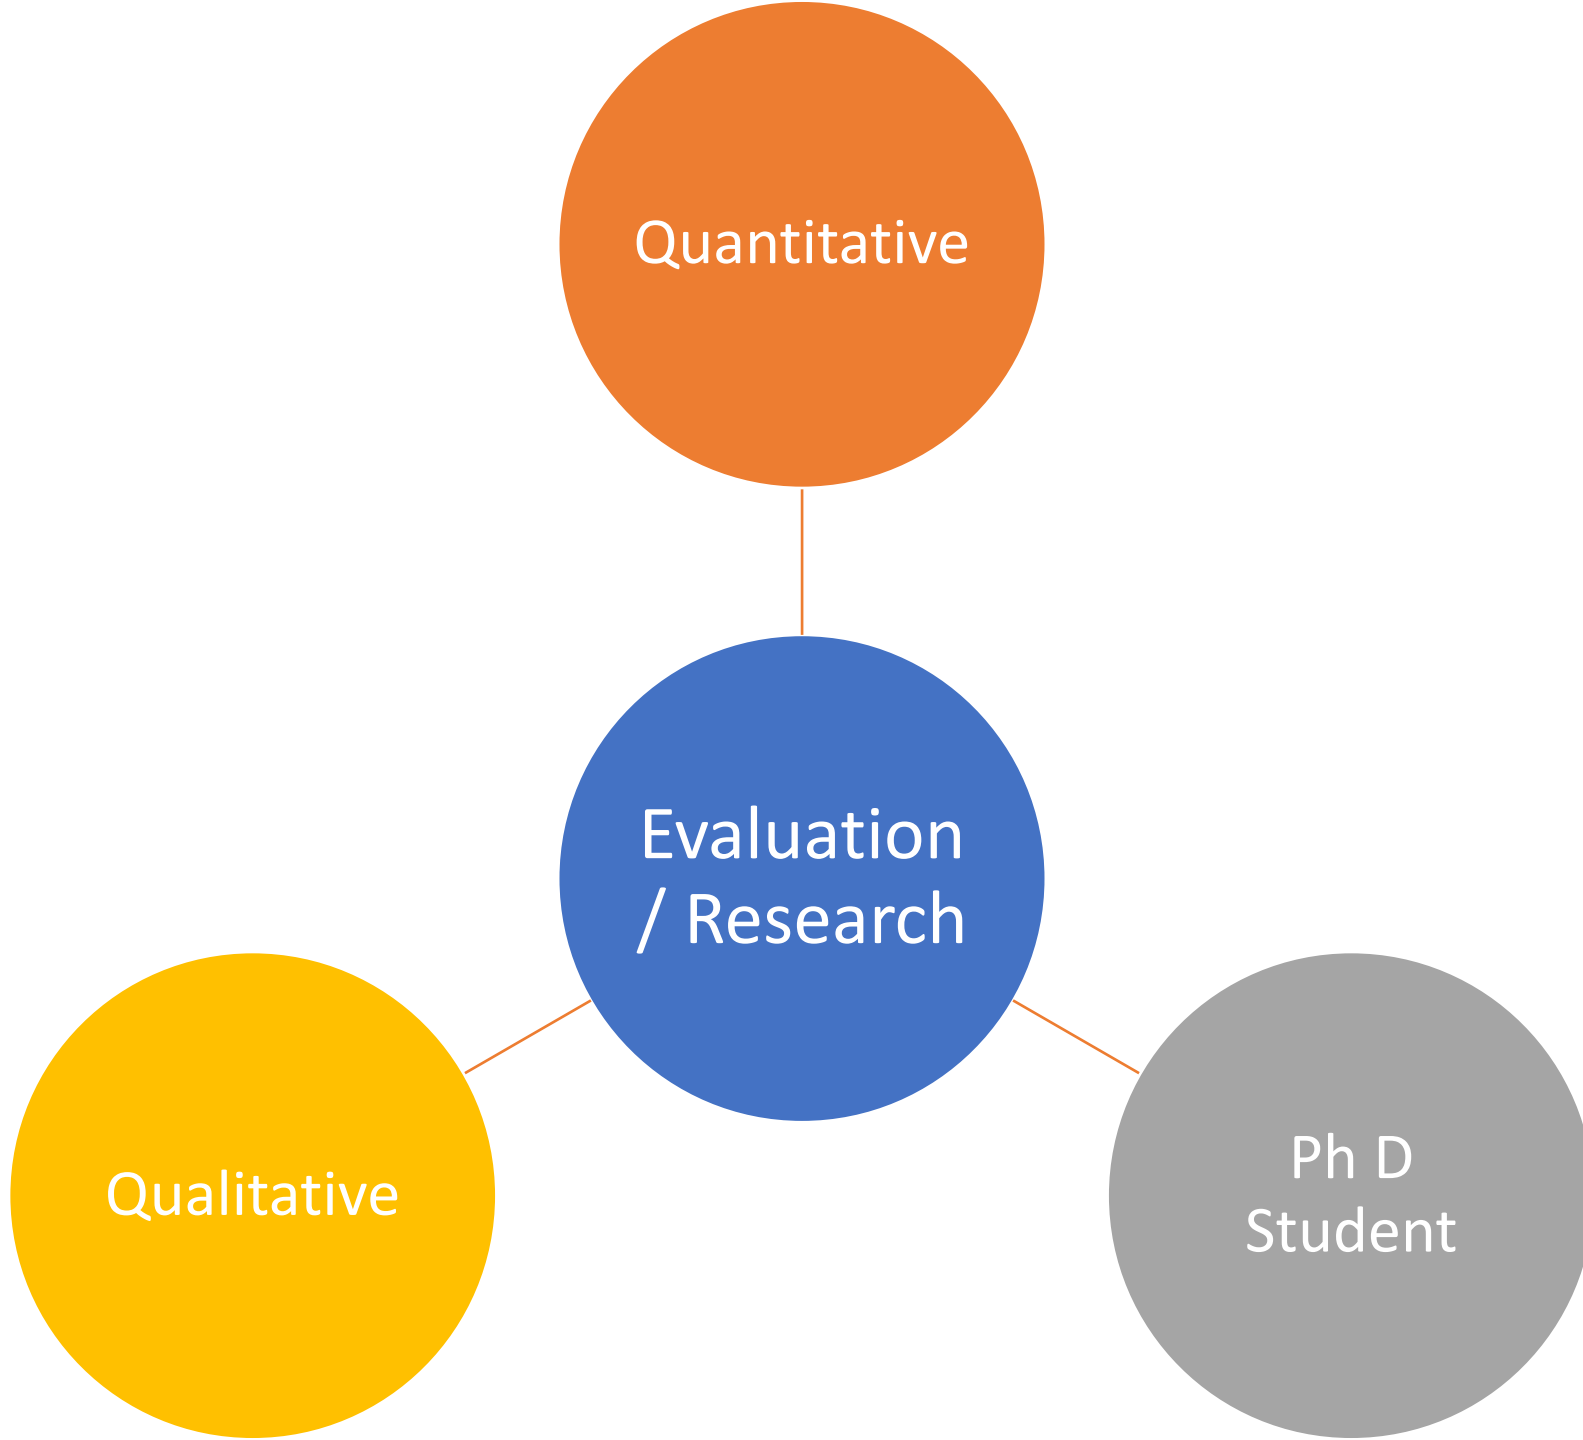 Quantitative
Evaluation
/ Research
Qualitative
Ph D
Student